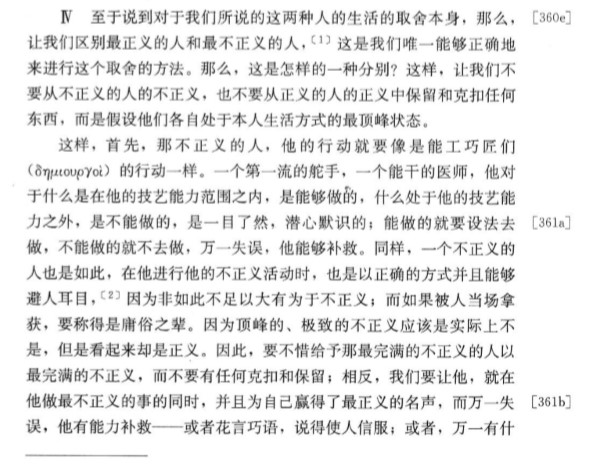 Ⅳ 至于说到对于我们所说的这两种人的生活的取舍本身，那么， [360e]
让我们区别最正义的人和最不正义的人，〔1〕这是我们唯一能够正确地
来进行这个取舍的方法。那么，这是怎样的一种分别？这样，让我们不
要从不正义的人的不正义，也不要从正义的人的正义中保留和克扣任何
东西，而是假设他们各自处于本人生活方式的最顶峰状态。
这样，首先，那不正义的人，他的行动就要像是能工巧匠们
（δημιουργοὶ）的行动一样。一个第一流的舵手，一个能干的医师，他对
于什么是在他的技艺能力范围之内，是能够做的，什么处于他的技艺能
力之外，是不能做的，是一目了然，潜心默识的；能做的就要设法去 [361a]
做，不能做的就不去做，万一失误，他能够补救。同样，一个不正义的
人也是如此，在他进行他的不正义活动时，也是以正确的方式并且能够
避人耳目，〔2〕因为非如此不足以大有为于不正义；而如果被人当场拿
获，要称得是庸俗之辈。因为顶峰的、极致的不正义应该是实际上不
是，但是看起来却是正义。因此，要不惜给予那最完满的不正义的人以
最完满的不正义，而不要有任何克扣和保留；相反，我们要让他，就在
他做最不正义的事的同时，并且为自己赢得了最正义的名声，而万一失 [361b]
误，他有能力补救——或者花言巧语，说得使人信服；或者，万一有什